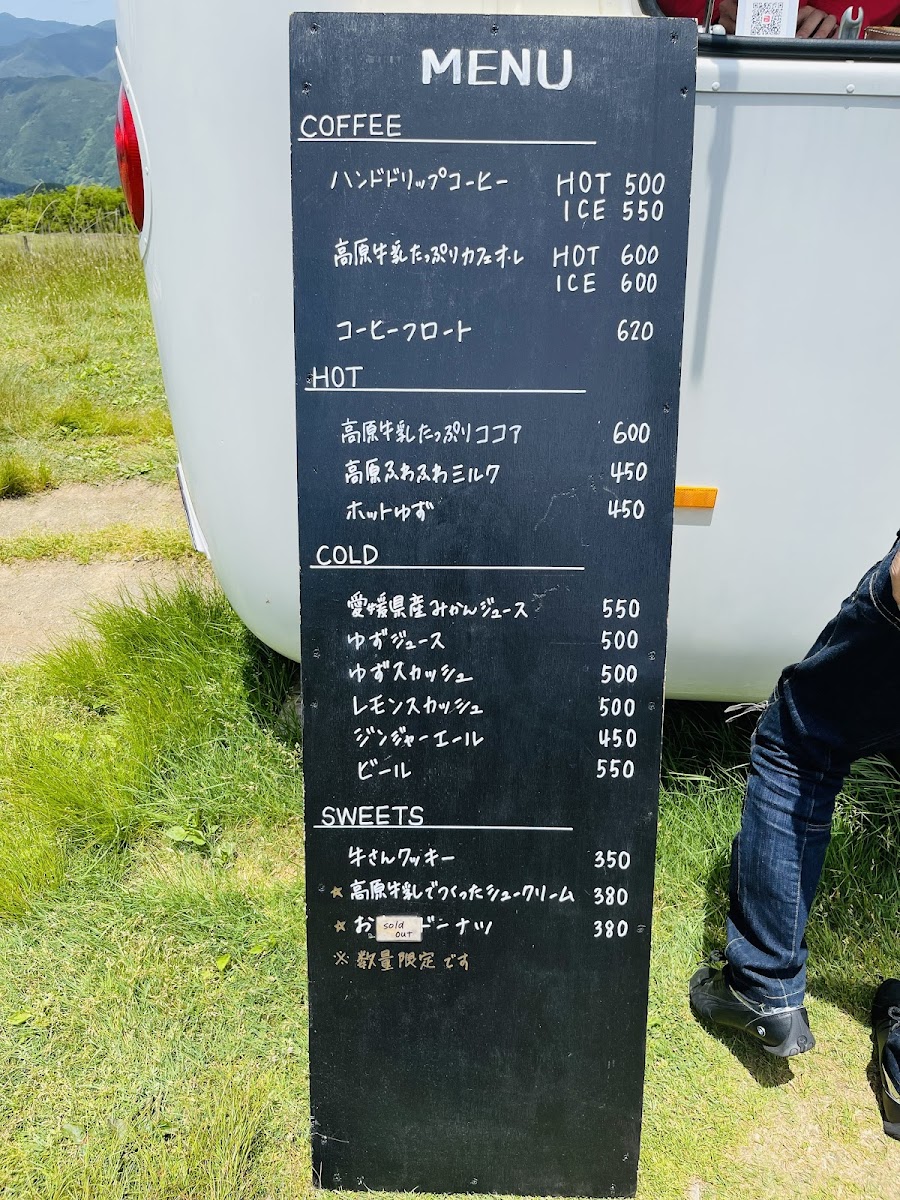 MENU
COFFEE
ハンドドリップコーヒー HOT 500
ICE 550
高原牛乳たっぷりカフェオレ HOT 600
ICE 600
コーヒーフロート 620
HOT
高原牛乳たっぷりココア 600
高原ふわふわミルク 450
ホットゆず 450
COLD
愛媛県産みかんジュース 550
ゆずジュース 500
ゆずスカッシュ 500
レモンスカッシュ 500
ジンジャーエール 450
ビール 550
SWEETS
牛さんクッキー 350
★ 高原牛乳でつくったシュークリーム 380
★ お sold out ドーナツ 380
※ 数量限定です